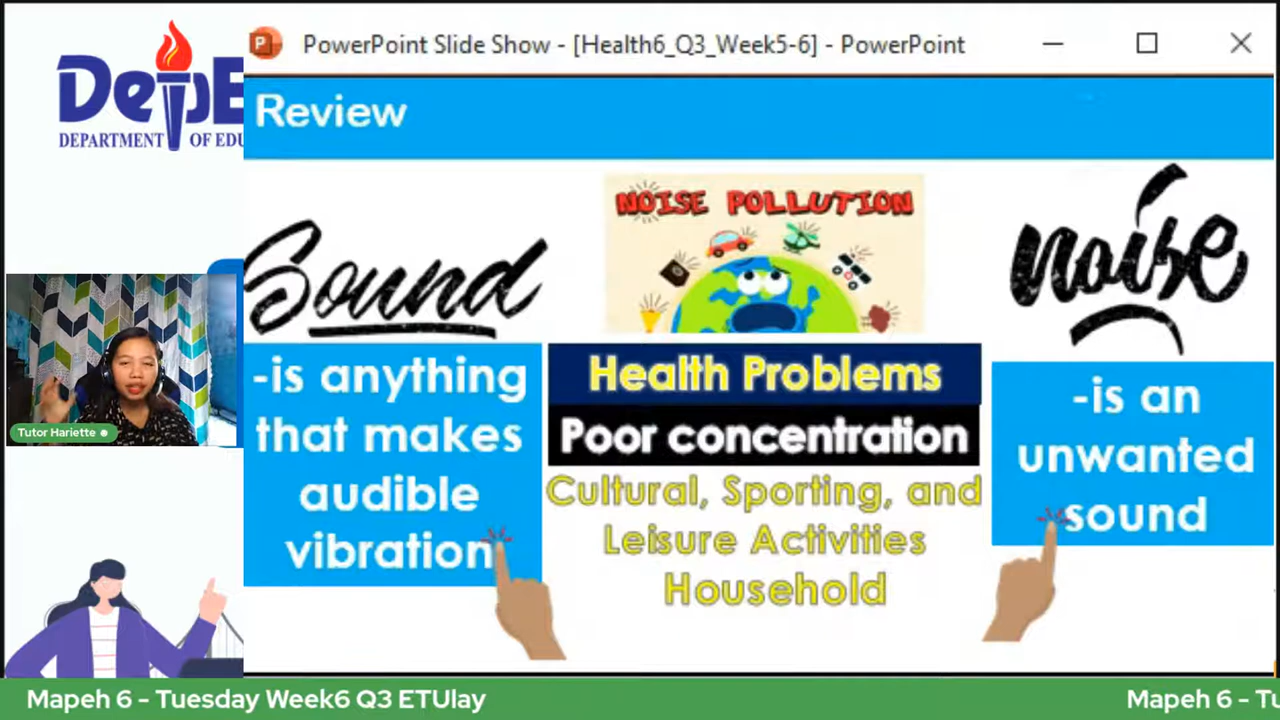 PowerPoint Slide Show - [Health6_Q3_Week5-6] - PowerPoint
DepE
DEPARTMENT OF EDU
Review
Sound
-is anything
that makes
audible
vibration
NOISE POLLUTION
Health Problems
Poor concentration
Cultural, Sporting, and
Leisure Activities
Household
noise
-is an
unwanted
sound
Tutor Hariette
Mapeh 6 - Tuesday Week6 Q3 ETUlay
Mapeh 6 - Tu